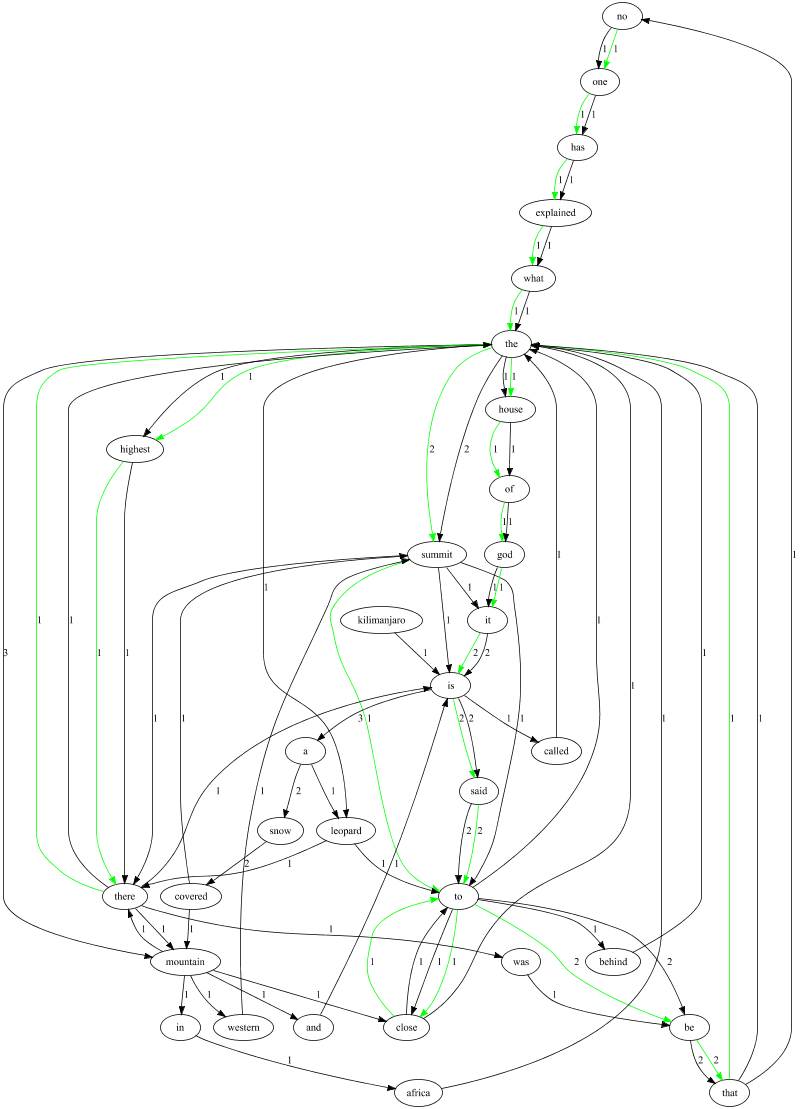 no
1 1
one
1 1
has
1 1
explained
1 1
what
1 1
the
1 1 1 1
house
highest
2 2 1 1
of
1 1
summit
god
1 1 1 1
1
kilimanjaro
it
1 1 1 1 1
3 1 1 1 1 1 2 2 1 1 1
is
3 1 1 1 2 2 1
a
called
1 2 1 1
said
snow
leopard
2 2
2
1 1
there
covered
to
1 1 1 1 1
mountain
was
behind
1 1 1 1 1 1 1 1 2 2
1
in
western
and
close
be
1 2 2
africa
that